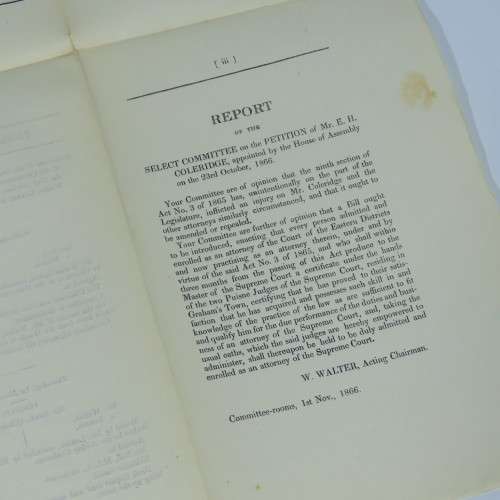 [ iii ]
REPORT
OF THE
SELECT COMMITTEE on the PETITION of Mr. E. H.
COLERIDGE, appointed by the House of Assembly
on the 23rd October, 1866.
Your Committee are of opinion that the ninth section of
Act No. 3 of 1865 has, unintentionally on the part of the
Legislature, inflicted an injury on Mr. Coleridge and the
other attorneys similarly circumstanced, and that it ought to
be amended or repealed.
Your Committee are further of opinion that a Bill ought
to be introduced, enacting that every person admitted and
enrolled as an attorney of the Court of the Eastern Districts
and now practising as an attorney therein, under and by
virtue of the said Act No. 3 of 1865, and who shall within
three months from the passing of this Act produce to the
Master of the Supreme Court a certificate under the hands
of the two Puisne Judges of the Supreme Court, residing in
Graham's Town, certifying that he has proved to their satis-
faction that he has acquired and possesses such skill in and
knowledge of the practice of the law as are sufficient to fit
and qualify him for the due performance of the duties and busi-
ness of an attorney of the Supreme Court, and, taking the
usual oaths, which the said judges are hereby empowered to
administer, shall thereupon be held to be duly admitted and
enrolled as an attorney of the Supreme Court.
W. WALTER, Acting Chairman.
Committee-rooms, 1st Nov., 1866.